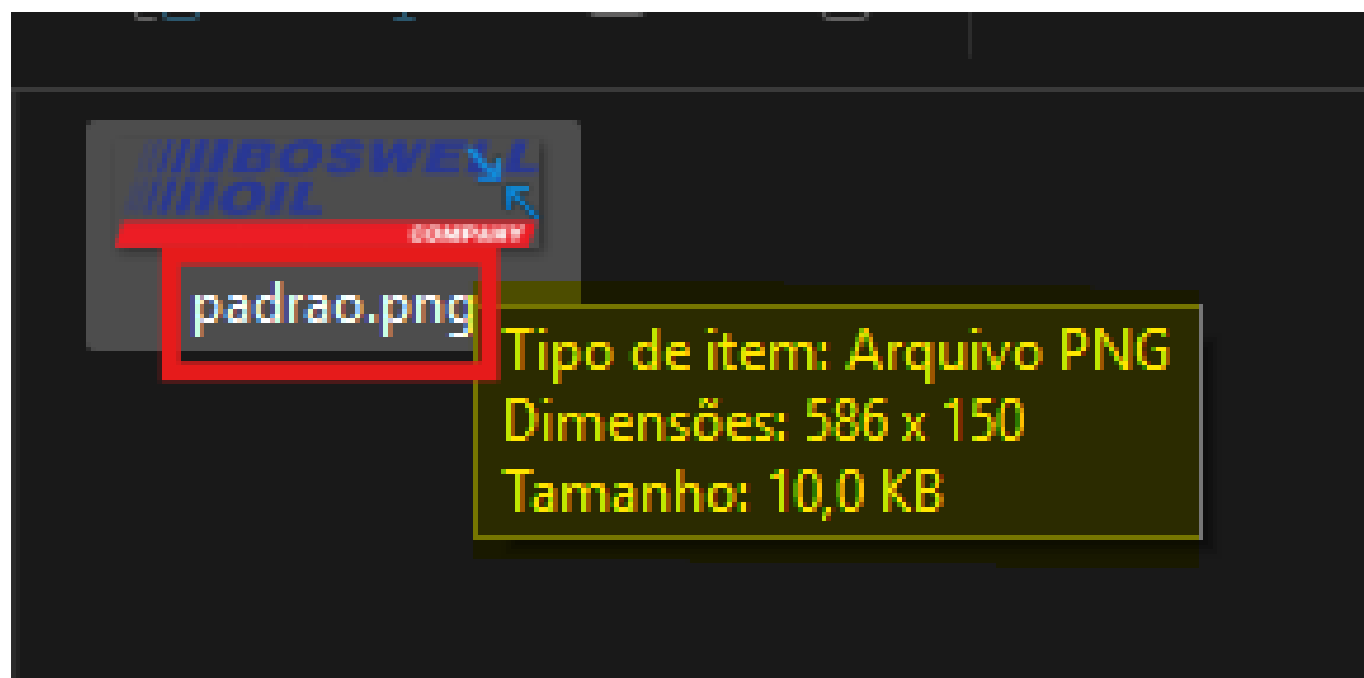 BOSWELL
OIL
COMPANY
padrao.png
Tipo de item: Arquivo PNG
Dimensões: 586 x 150
Tamanho: 10,0 KB